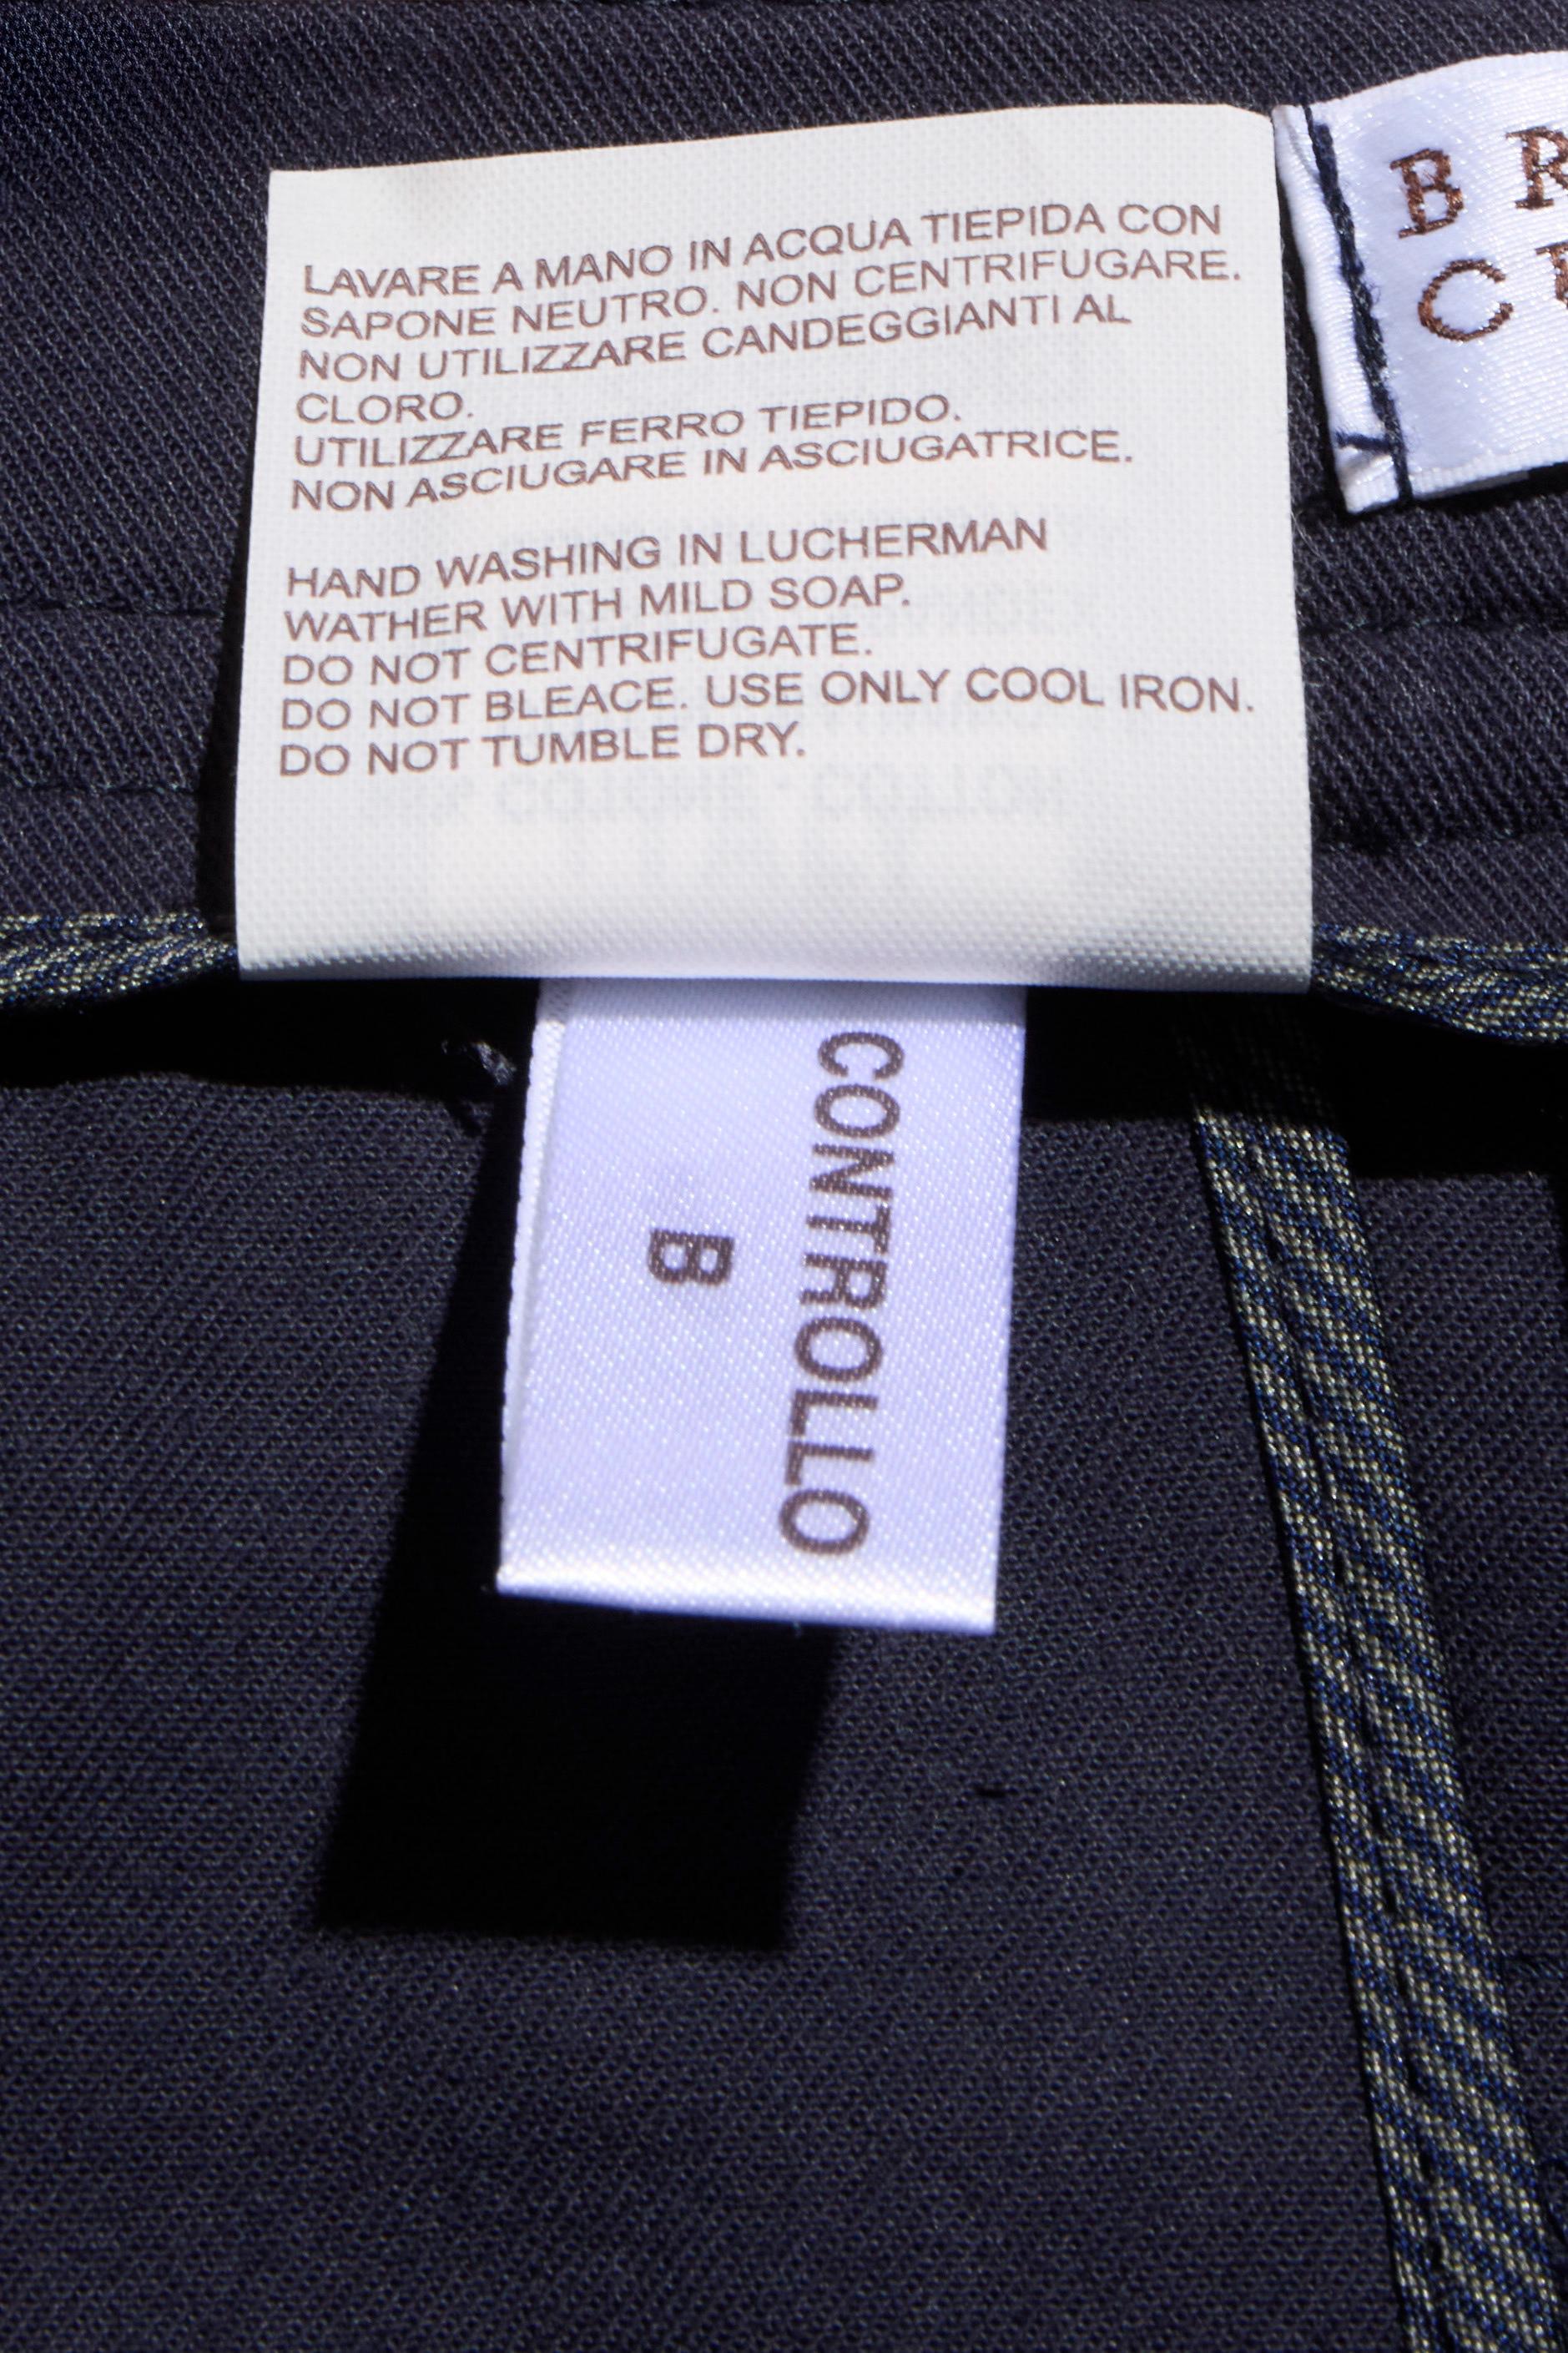 LAVARE A MANO IN ACQUA TIEPIDA CON
SAPONE NEUTRO. NON CENTRIFUGARE.
NON UTILIZZARE CANDEGGIANTI AL
CLORO.
UTILIZZARE FERRO TIEPIDO.
NON ASCIUGARE IN ASCIUGATRICE.
HAND WASHING IN LUCHERMAN
WATHER WITH MILD SOAP.
DO NOT CENTRIFUGATE.
DO NOT BLEACE. USE ONLY COOL IRON.
DO NOT TUMBLE DRY.
B R
C
CONTROLLO
B